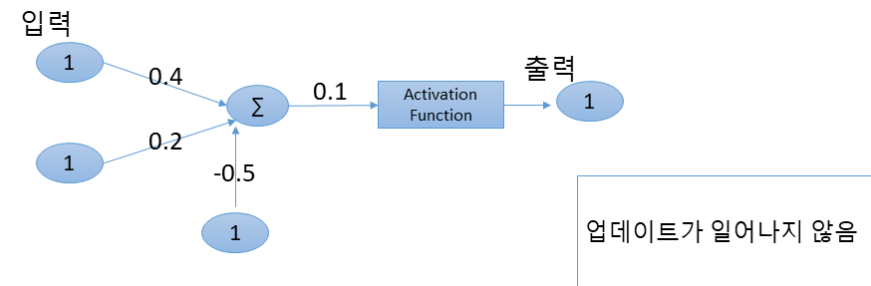 입력
1
0.4
∑
0.1
Activation
Function
출력
1
1
0.2
-0.5
1
업데이트가 일어나지 않음